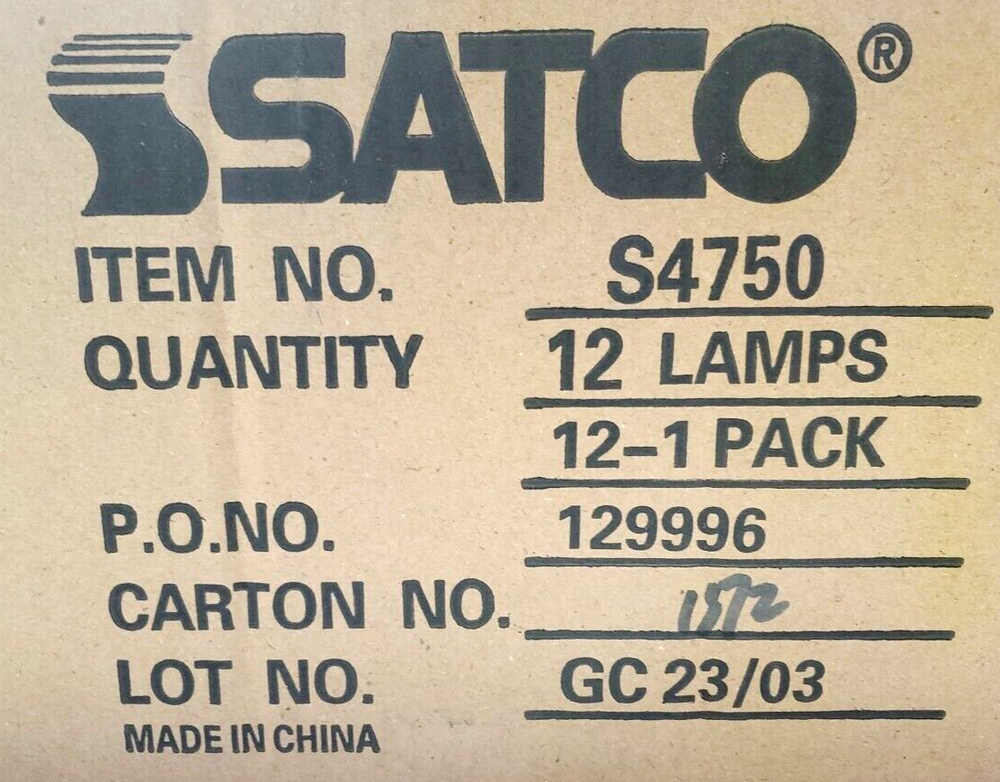 SATCO®
ITEM NO. S4750
QUANTITY 12 LAMPS
12-1 PACK
P.O.NO. 129996
CARTON NO. 1572
LOT NO. GC 23/03
MADE IN CHINA